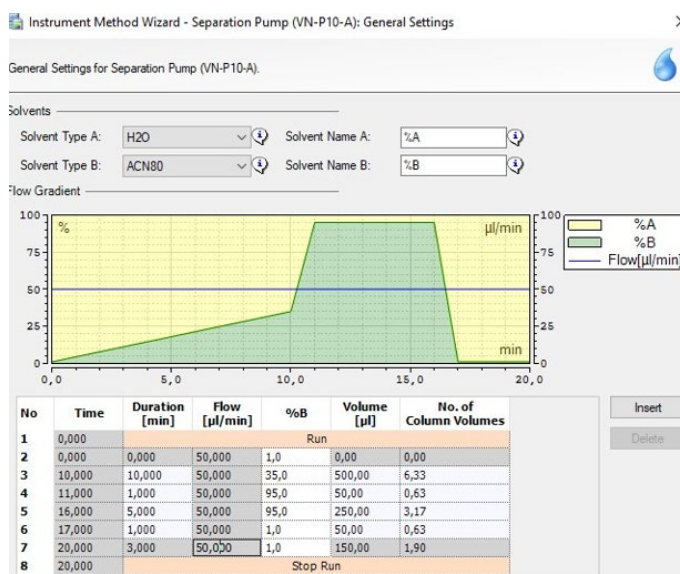 Instrument Method Wizard - Separation Pump (VN-P10-A): General Settings
General Settings for Separation Pump (VN-P10-A).
Solvents
Solvent Type A: H2O Solvent Name A: %A
Solvent Type B: ACN80 Solvent Name B: %B
Flow Gradient
100 % µl/min 100 %A
%B
75 75 Flow[µl/min]
50 50
25 25
0 min 0
0,0 5,0 10,0 15,0 20,0
No Time Duration [min] Flow [µl/min] %B Volume [µl] No. of Column Volumes Insert
1 0,000 Run Delete
2 0,000 0,000 50,000 1,0 0,00 0,00
3 10,000 10,000 50,000 35,0 500,00 6,33
4 11,000 1,000 50,000 95,0 50,00 0,63
5 16,000 5,000 50,000 95,0 250,00 3,17
6 17,000 1,000 50,000 1,0 50,00 0,63
7 20,000 3,000 50,000 1,0 150,00 1,90
8 20,000 Stop Run